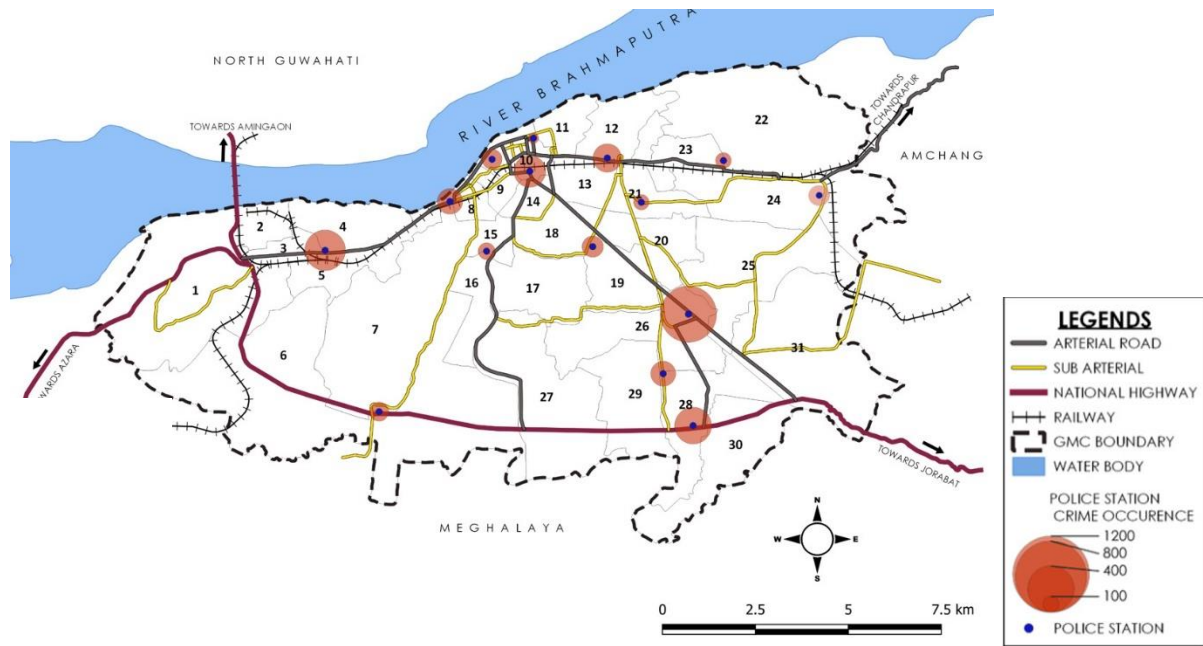 NORTH GUWAHATI
RIVER BRAHMAPUTRA
TOWARDS AMINGAON
TOWARDS
CHANDRAPUR
AMCHANG
11
12
22
23
10
13
9
24
21
8
14
2
4
3
15
18
20
5
25
1
16
17
19
7
26
31
6
27
29
28
30
WARDS AZARA
TOWARDS JORABAT
MEGHALAYA
N
W
E
S
0 2.5 5 7.5 km
LEGENDS
ARTERIAL ROAD
SUB ARTERIAL
NATIONAL HIGHWAY
RAILWAY
GMC BOUNDARY
WATER BODY
POLICE STATION
CRIME OCCURENCE
1200
800
400
100
POLICE STATION